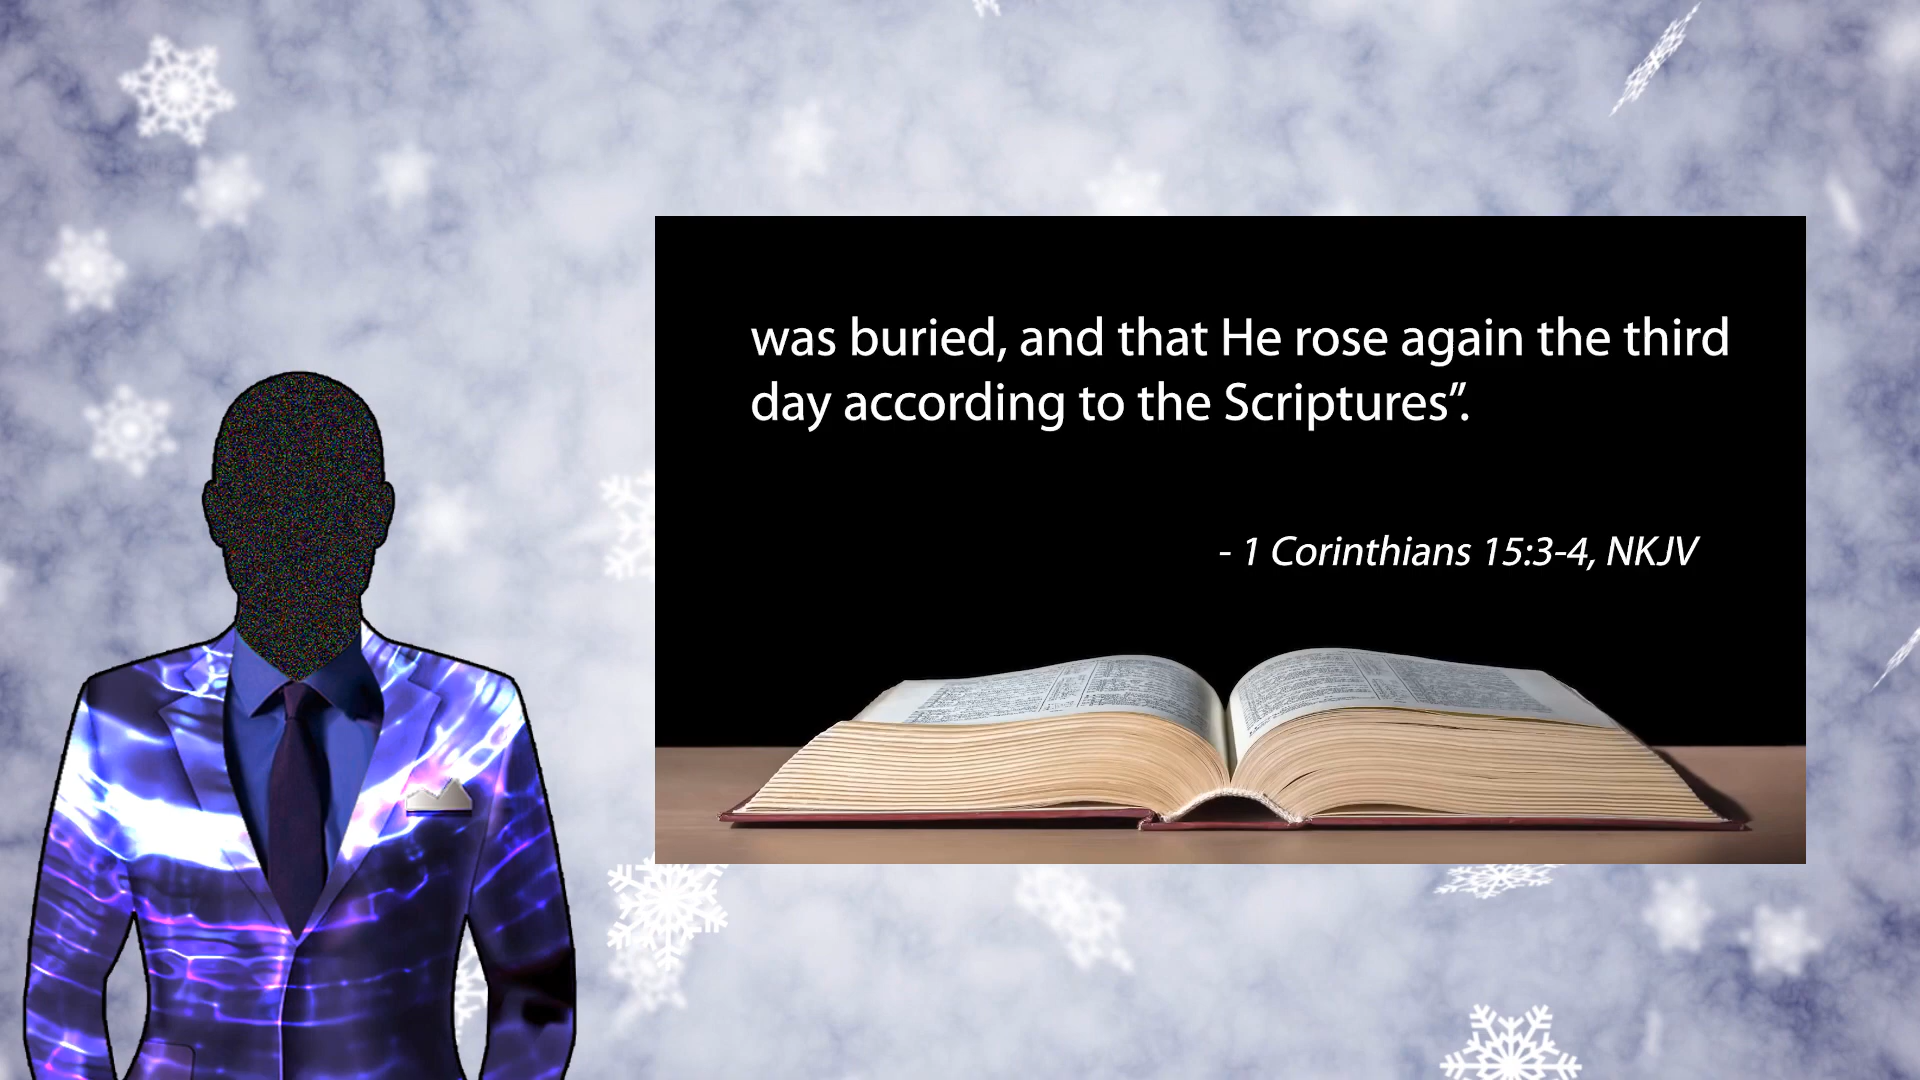 was buried, and that He rose again the third
day according to the Scriptures”.
- 1 Corinthians 15:3-4, NKJV